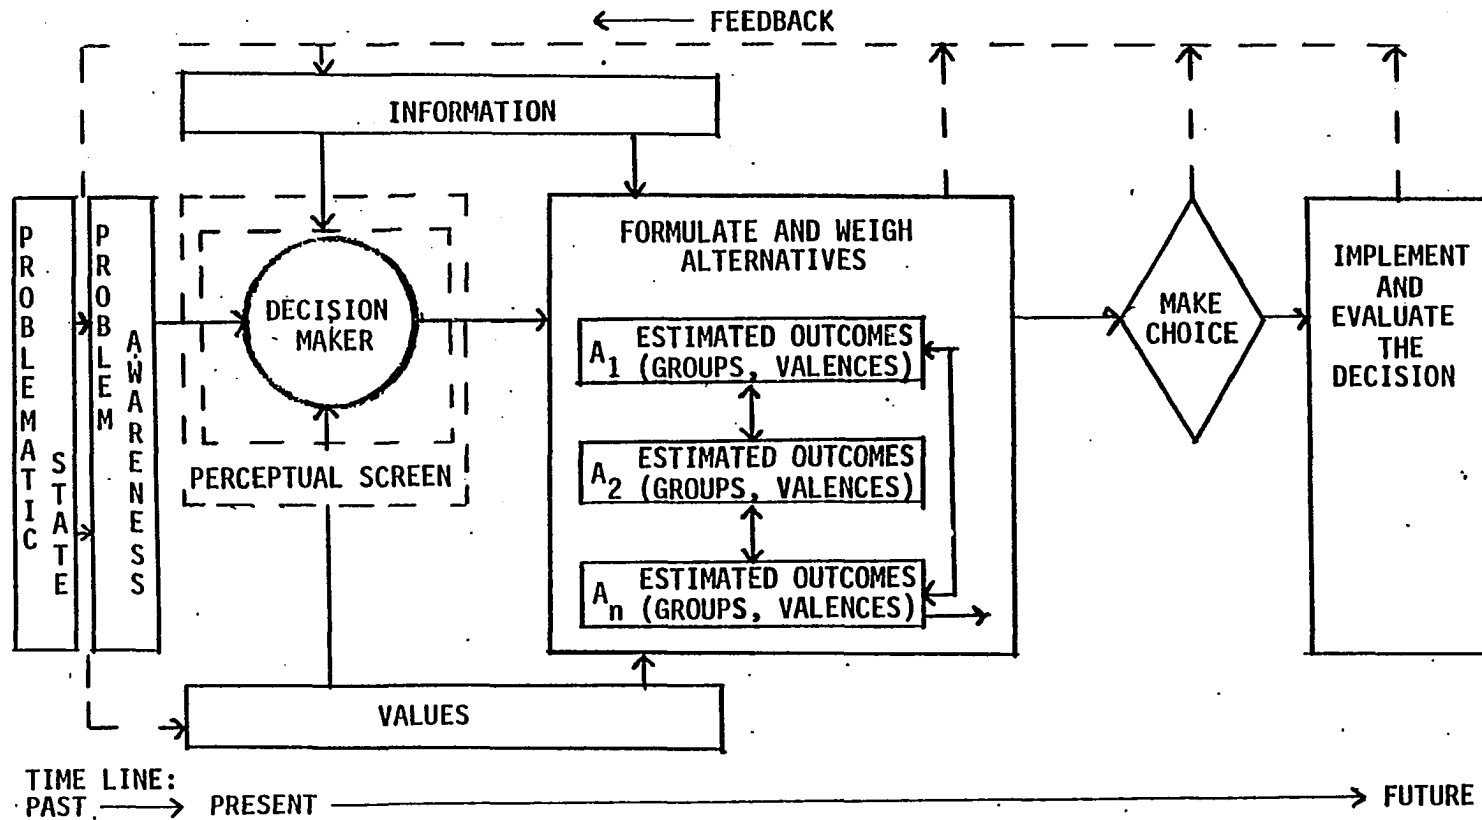 FEEDBACK
INFORMATION
PROBLEMATIC
STATE
PROBLEM
AWARENESS
DECISION
MAKER
PERCEPTUAL SCREEN
FORMULATE AND WEIGH
ALTERNATIVES
A1 ESTIMATED OUTCOMES
(GROUPS, VALENCES)
A2 ESTIMATED OUTCOMES
(GROUPS, VALENCES)
An ESTIMATED OUTCOMES
(GROUPS, VALENCES)
MAKE
CHOICE
IMPLEMENT
AND
EVALUATE
THE
DECISION
VALUES
TIME LINE:
PAST PRESENT FUTURE